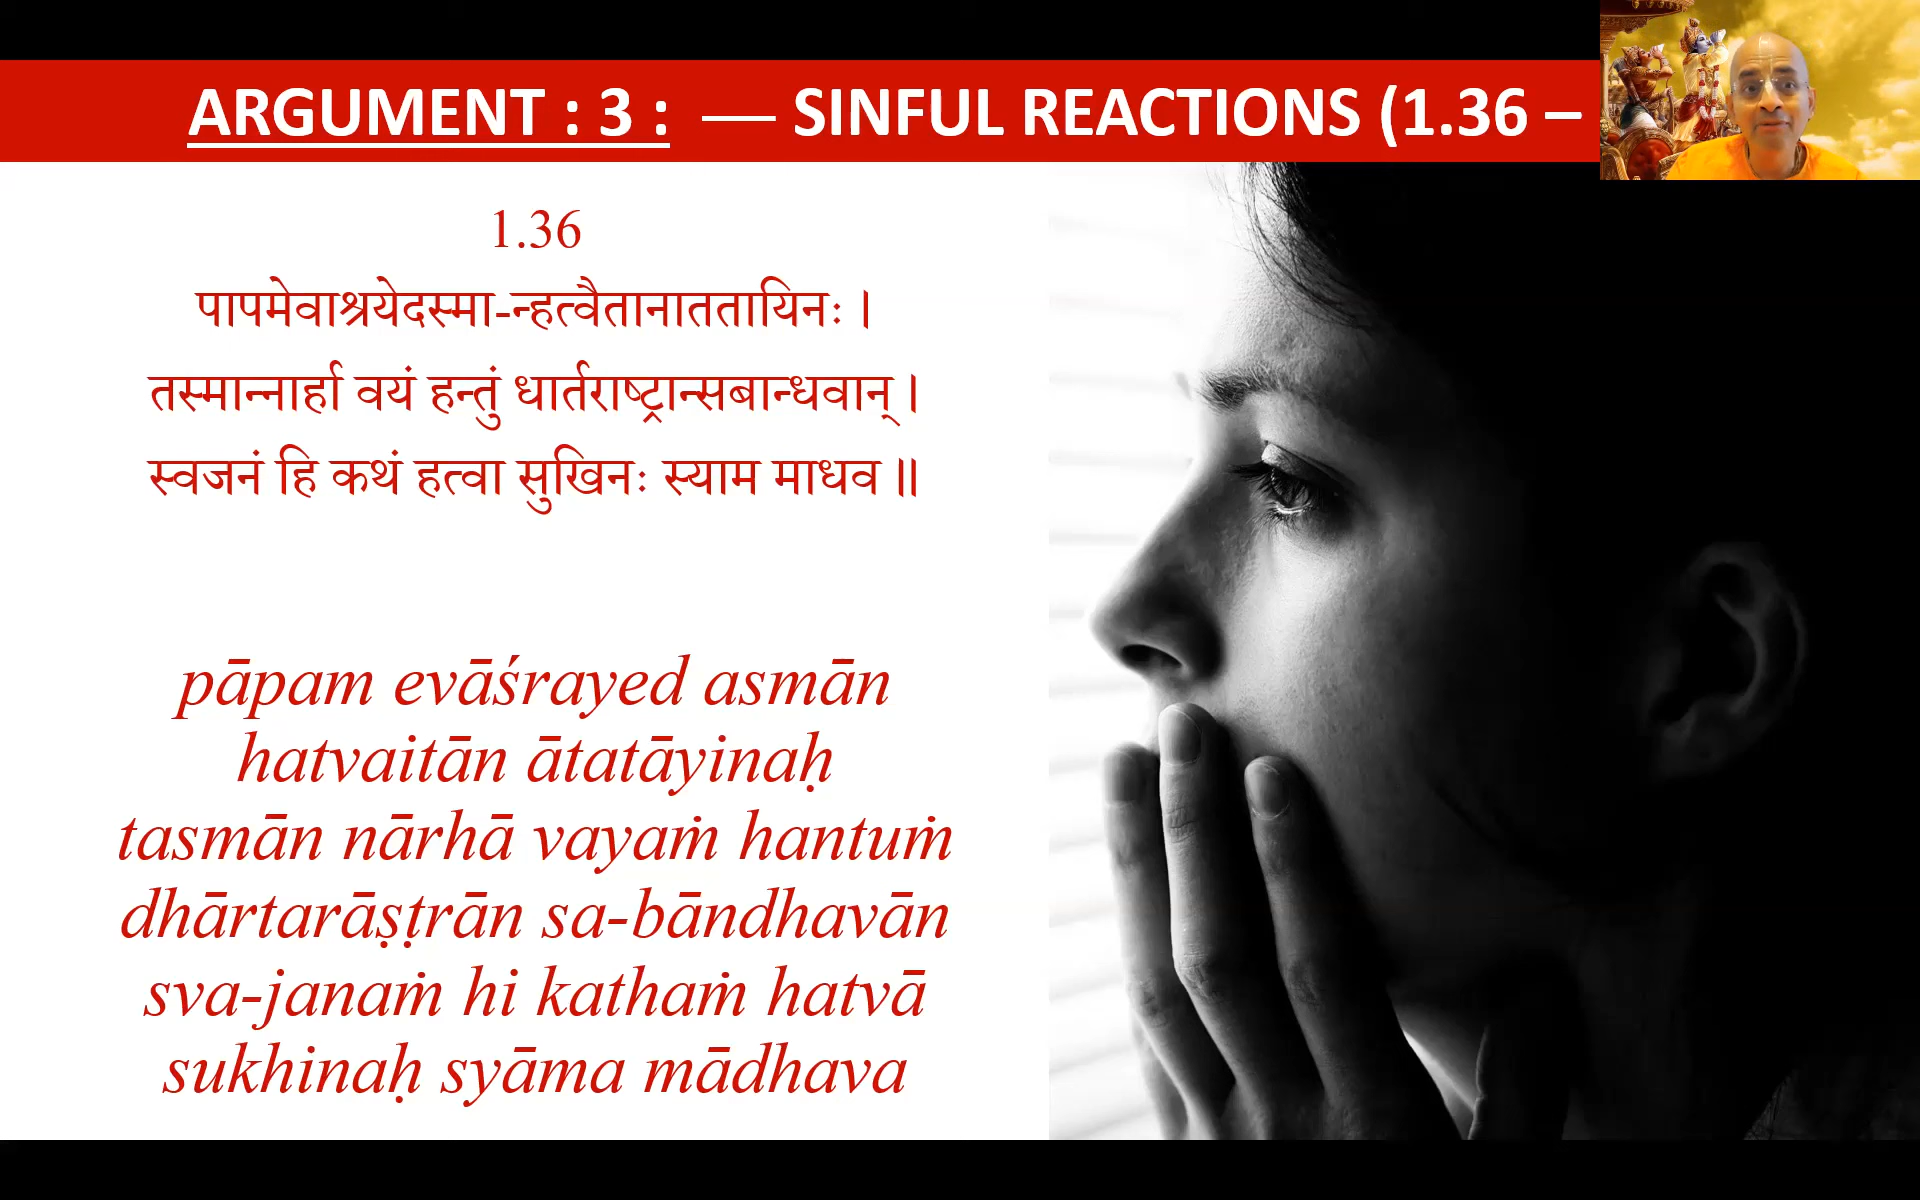 ARGUMENT : 3 : — SINFUL REACTIONS (1.36 –
1.36
पापमेवाश्रयेदस्मा-न्हत्वैतानाततायिनः ।
तस्मान्नार्हा वयं हन्तुं धार्तराष्ट्रान्सबान्धवान् ।
स्वजनं हि कथं हत्वा सुखिनः स्याम माधव ॥
pāpam evāśrayed asmān
hatvaitān ātatāyinaḥ
tasmān nārhā vayaṁ hantuṁ
dhārtarāṣṭrān sa-bāndhavān
sva-janaṁ hi kathaṁ hatvā
sukhinaḥ syāma mādhava